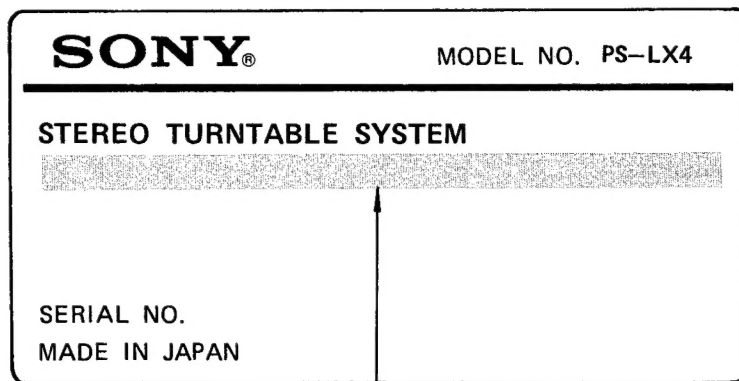 SONY® MODEL NO. PS-LX4
STEREO TURNTABLE SYSTEM
SERIAL NO.
MADE IN JAPAN